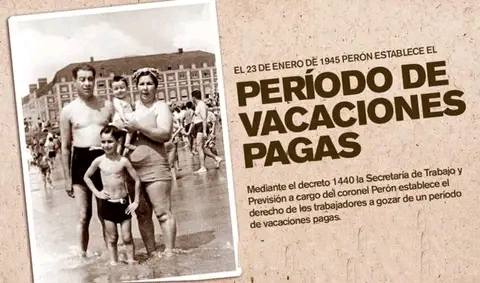 EL 23 DE ENERO DE 1945 PERÓN ESTABLECE EL
PERÍODO DE
VACACIONES
PAGAS
Mediante el decreto 1440 la Secretaría de Trabajo y
Previsión a cargo del coronel Perón establece el
derecho de los trabajadores a gozar de un período
de vacaciones pagas.